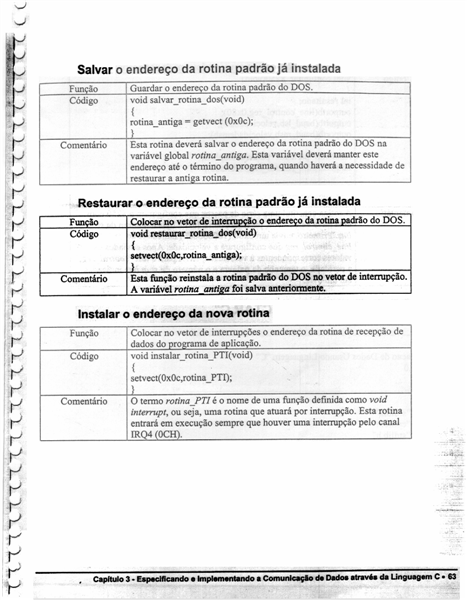 Salvar o endereço da rotina padrão já instalada
Função Guardar o endereço da rotina padrão do DOS.
Código void salvar_rotina_dos(void)
{
rotina_antiga = getvect (0x0c);
}
Comentário Esta rotina deverá salvar o endereço da rotina padrão do DOS na
variável global rotina_antiga. Esta variável deverá manter este
endereço até o término do programa, quando haverá a necessidade de
restaurar a antiga rotina.
Restaurar o endereço da rotina padrão já instalada
Função Colocar no vetor de interrupção o endereço da rotina padrão do DOS.
Código void restaurar_rotina_dos(void)
{
setvect(0x0c,rotina_antiga);
}
Comentário Esta função reinstala a rotina padrão do DOS no vetor de interrupção.
A variável rotina_antiga foi salva anteriormente.
Instalar o endereço da nova rotina
Função Colocar no vetor de interrupções o endereço da rotina de recepção de
dados do programa de aplicação.
Código void instalar_rotina_PTI(void)
{
setvect(0x0c,rotina_PTI);
}
Comentário O termo rotina_PTI é o nome de uma função definida como void
interrupt, ou seja, uma rotina que atuará por interrupção. Esta rotina
entrará em execução sempre que houver uma interrupção pelo canal
IRQ4 (0CH).
Capítulo 3 - Especificando e Implementando a Comunicação de Dados através da Linguagem C - 63